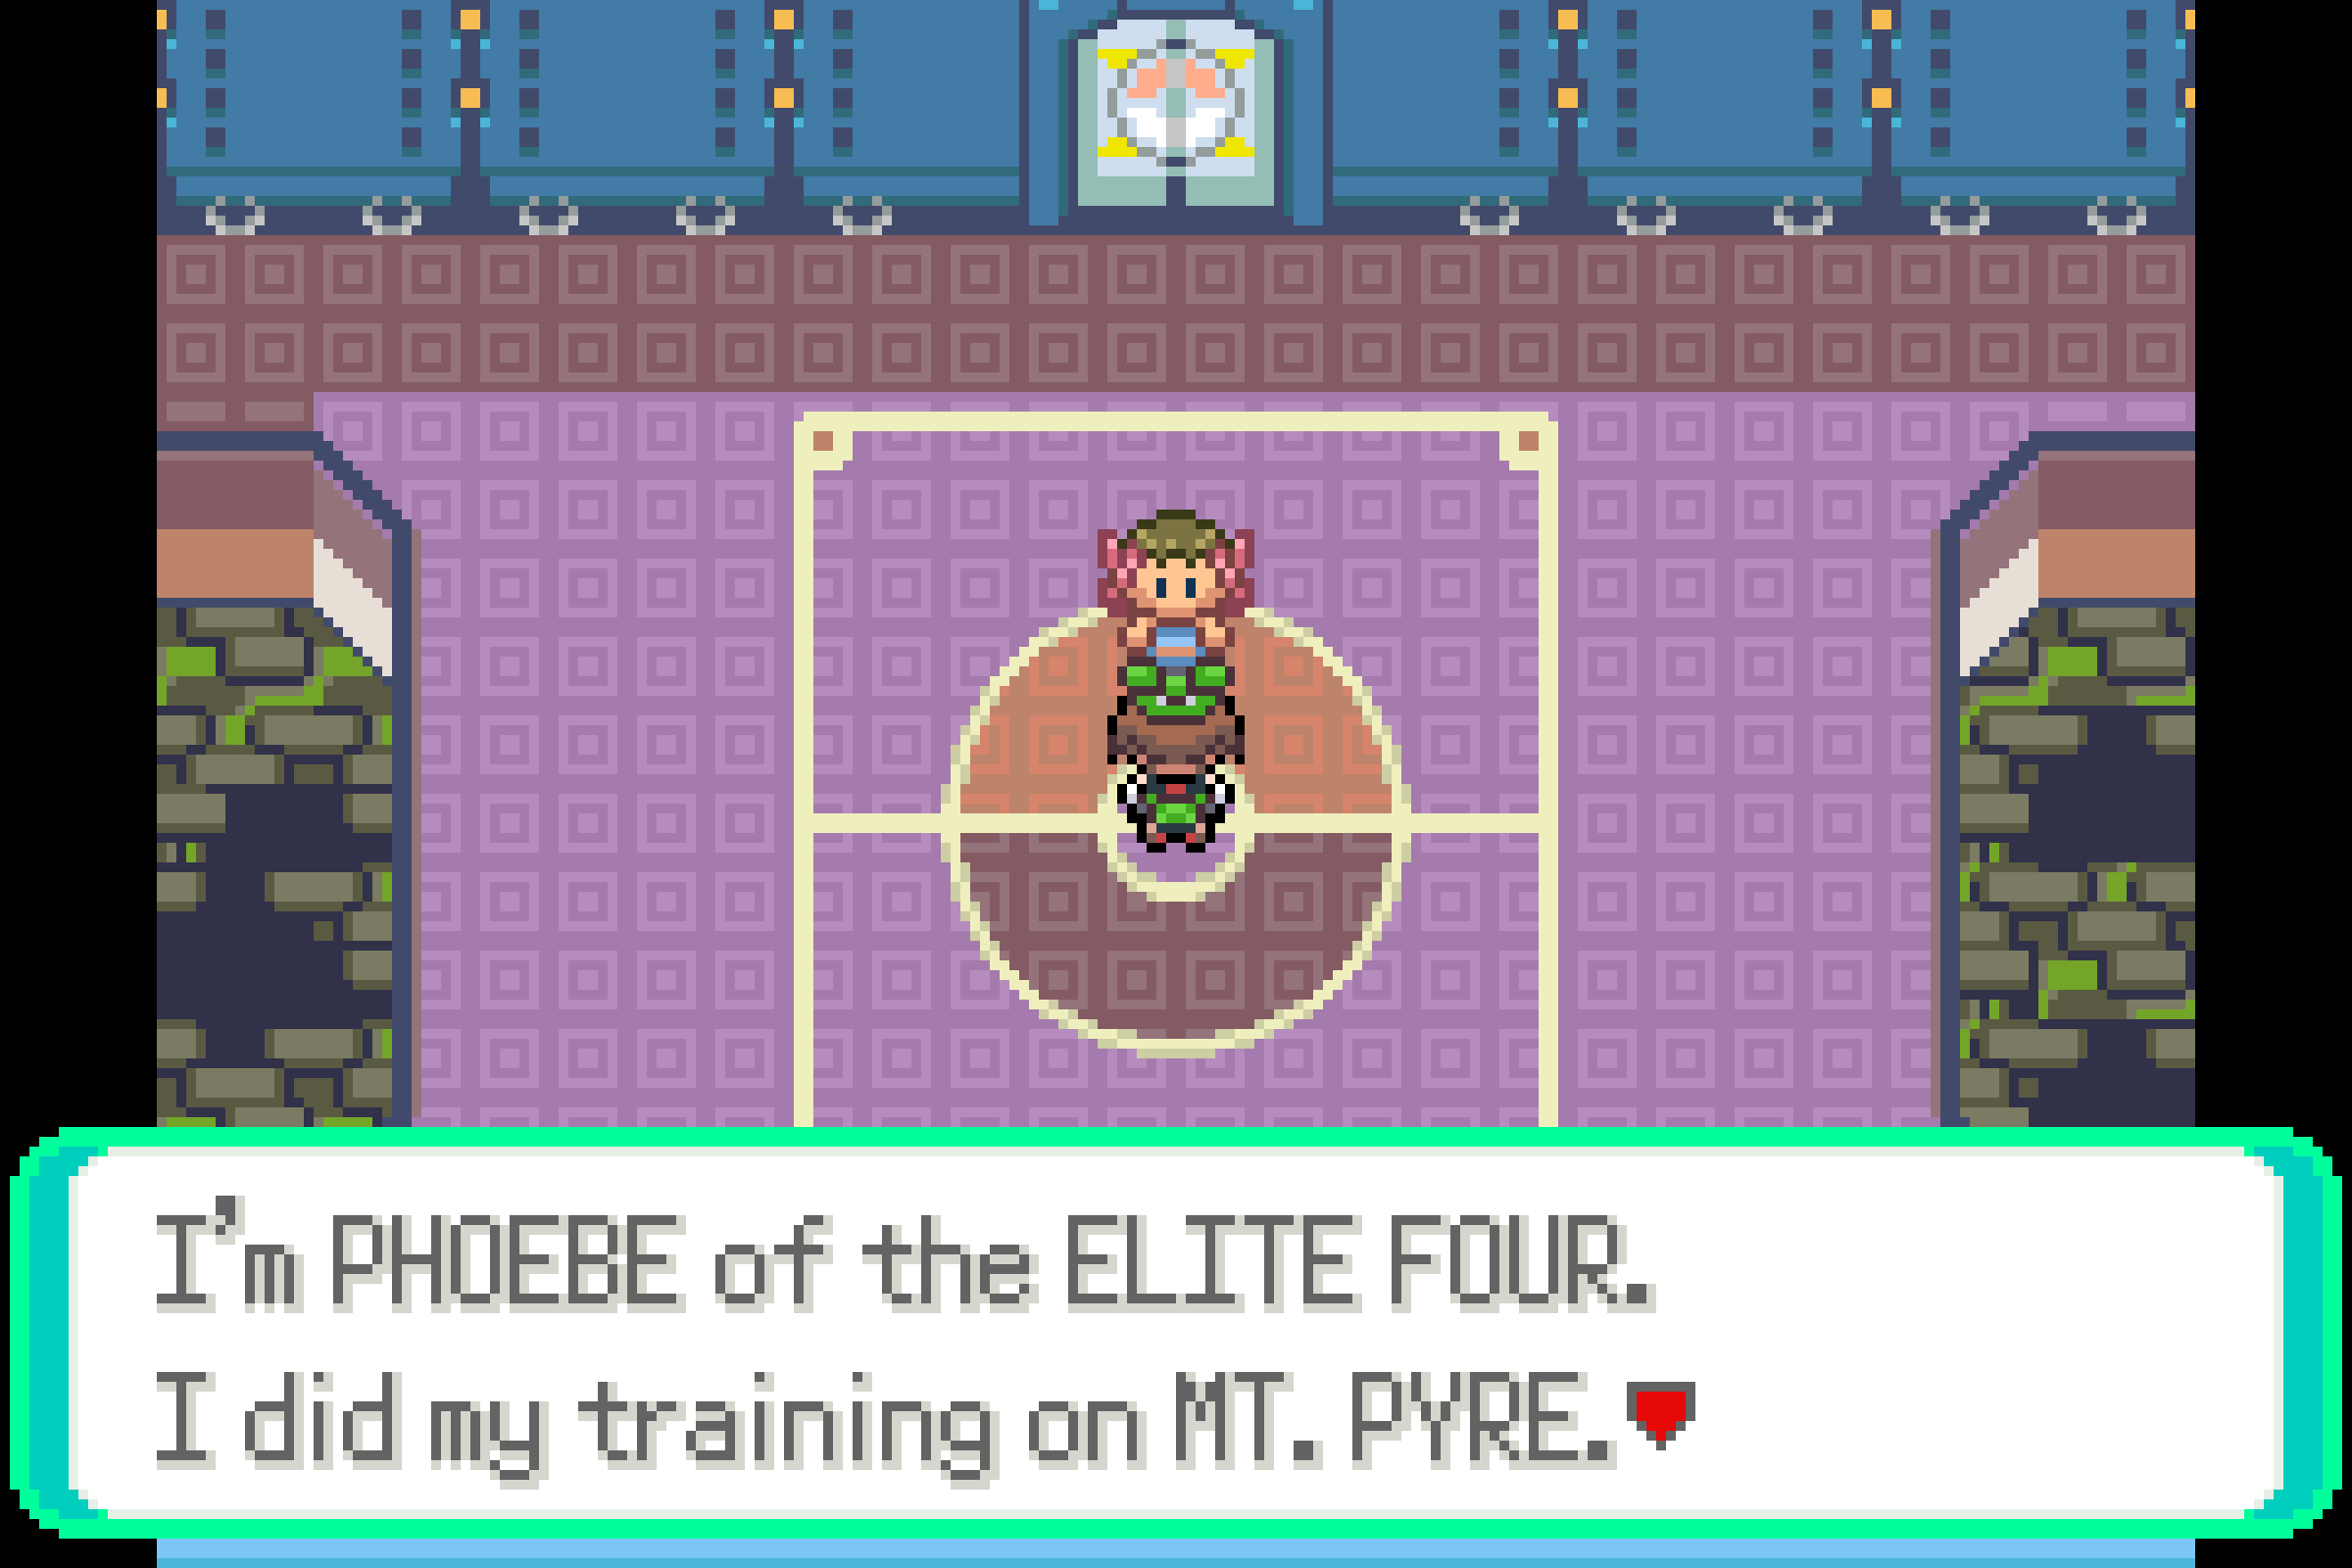 I'm PHOEBE of the ELITE FOUR.
I did my training on MT. PYRE.♥